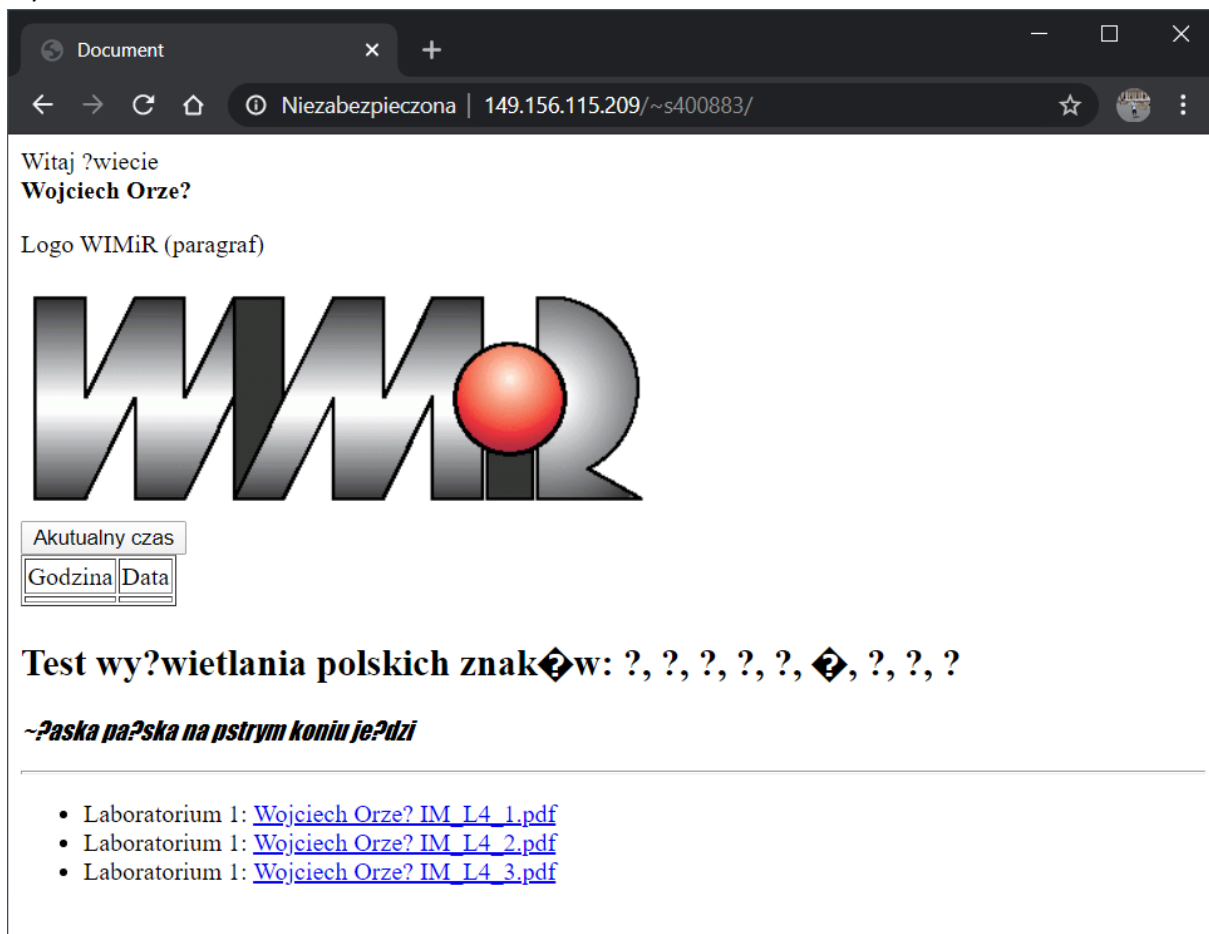 Document
Niezabezpieczona | 149.156.115.209/~s400883/
Witaj ?wiecie
Wojciech Orze?
Logo WIMiR (paragraf)
WIMiR
Akutualny czas
Godzina Data
Test wy?wietlania polskich znak�w: ?, ?, ?, ?, ?, �, ?, ?, ?
~?aska pa?ska na pstrym koniu je?dzi
• Laboratorium 1: Wojciech Orze? IM_L4_1.pdf
• Laboratorium 1: Wojciech Orze? IM_L4_2.pdf
• Laboratorium 1: Wojciech Orze? IM_L4_3.pdf